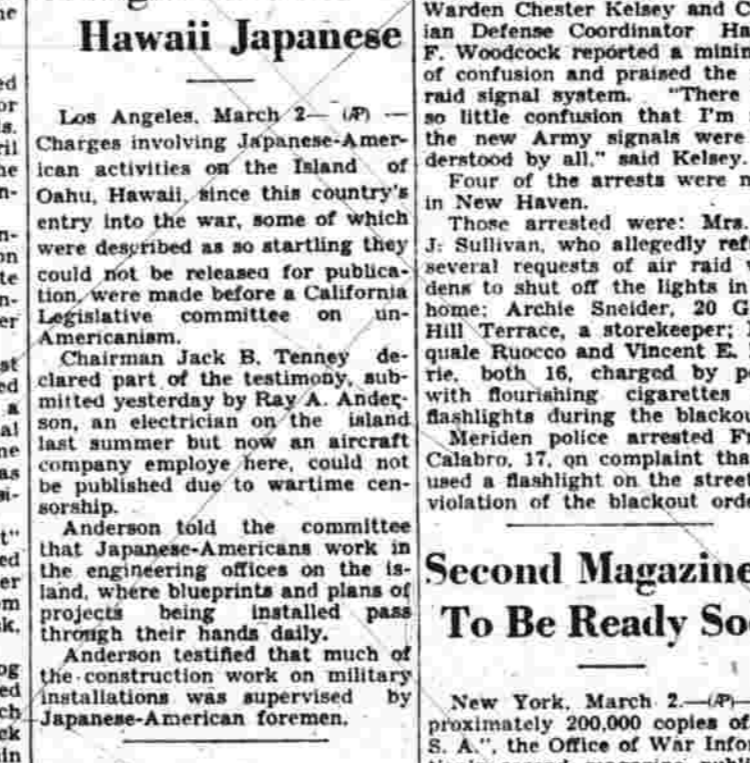 Hawaii Japanese
Los Angeles, March 2— (AP) —
Charges involving Japanese-Amer-
ican activities on the Island of
Oahu, Hawaii, since this country's
entry into the war, some of which
were described as so startling they
could not be released for publica-
tion, were made before a California
Legislative committee on un-
Americanism.
Chairman Jack B. Tenney de-
clared part of the testimony, sub-
mitted yesterday by Ray A. Ander-
son, an electrician on the island
last summer but now an aircraft
company employe here, could not
be published due to wartime cen-
sorship.
Anderson told the committee
that Japanese-Americans work in
the engineering offices on the is-
land, where blueprints and plans of
projects being installed pass
through their hands daily.
Anderson testified that much of
the construction work on military
installations was supervised by
Japanese-American foremen.
Warden Chester Kelsey and C
ian Defense Coordinator Ha
F. Woodcock reported a minim
of confusion and praised the
raid signal system. "There
so little confusion that I'm
the new Army signals were
derstood by all," said Kelsey.
Four of the arrests were m
in New Haven.
Those arrested were: Mrs.
J. Sullivan, who allegedly ref
several requests of air raid w
dens to shut off the lights in
home; Archie Sneider, 20 G
Hill Terrace, a storekeeper;
quale Ruocco and Vincent E.
rie, both 16, charged by po
with flourishing cigarettes
flashlights during the blackou
Meriden police arrested Fr
Calabro, 17, on complaint tha
used a flashlight on the street
violation of the blackout orde
Second Magazine
To Be Ready Soo
New York, March 2.—(AP)—
proximately 200,000 copies of
S. A.", the Office of War Infor